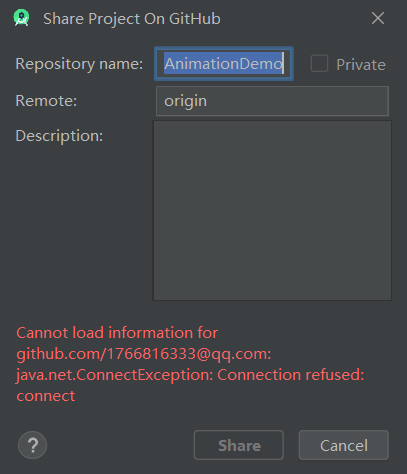 Share Project On GitHub
Repository name: AnimationDemo Private
Remote: origin
Description:
Cannot load information for
github.com/1766816333@qq.com:
java.net.ConnectException: Connection refused:
connect
? Share Cancel